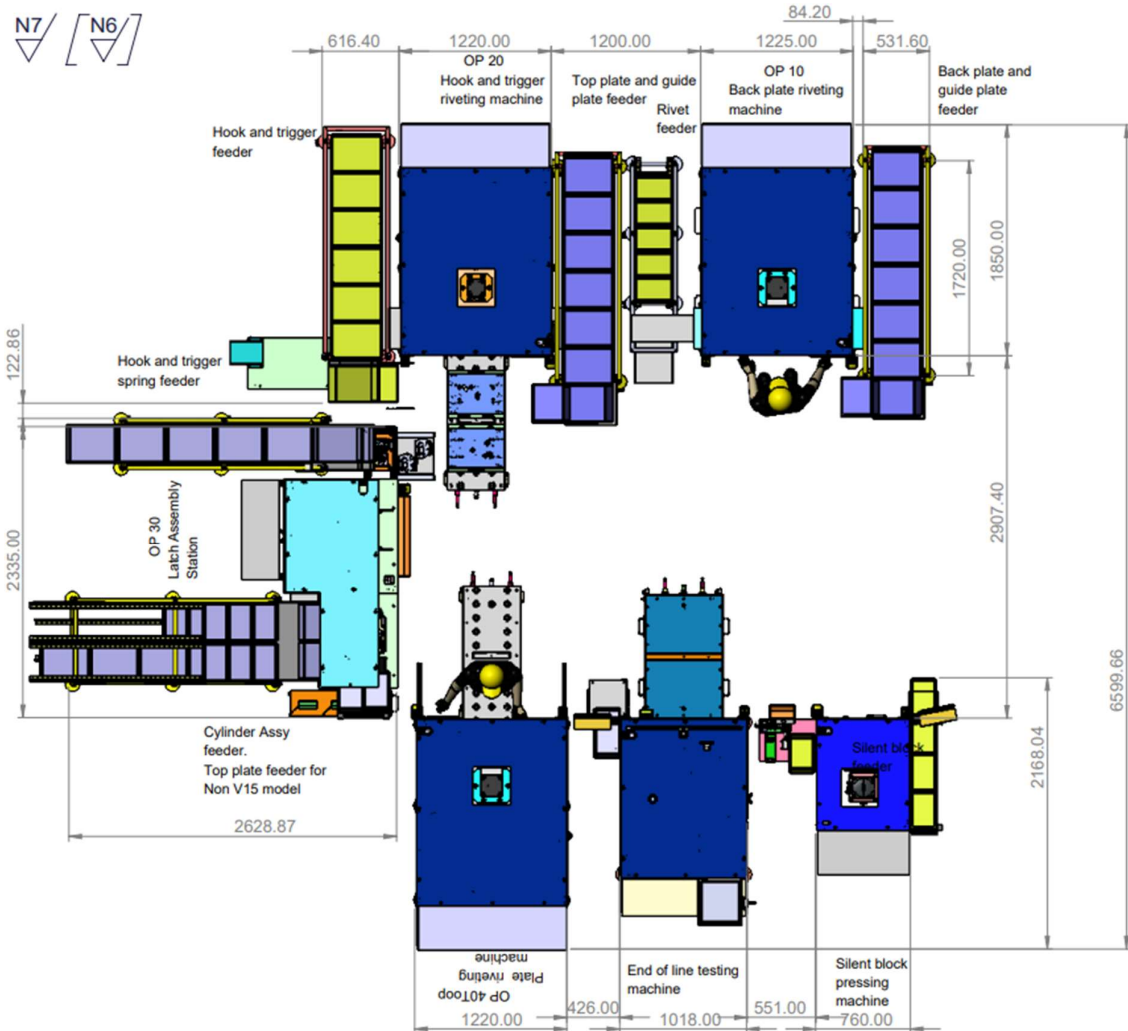 N7 [N6]
616.40
1220.00
1200.00
1225.00
84.20
531.60
OP 20
Hook and trigger
riveting machine
Top plate and guide
plate feeder
Rivet
feeder
OP 10
Back plate riveting
machine
Back plate and
guide plate
feeder
Hook and trigger
feeder
1720.00
1850.00
122.86
Hook and trigger
spring feeder
2335.00
OP 30
Latch Assembly
Station
2907.40
6599.66
2168.04
Cylinder Assy
feeder.
Top plate feeder for
Non V15 model
2628.87
Silent block
feeder
OP 40Toop
Plate riveting
machine
End of line testing
machine
Silent block
pressing
machine
1220.00
426.00
1018.00
551.00
760.00